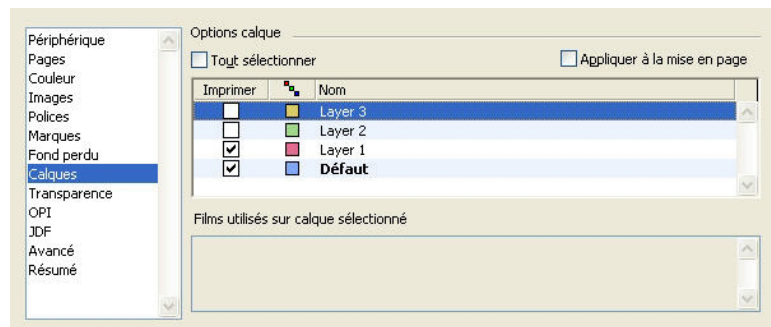 Périphérique
Pages
Couleur
Images
Polices
Marques
Fond perdu
Calques
Transparence
OPI
JDF
Avancé
Résumé
Options calque
Tout sélectionner
Appliquer à la mise en page
Imprimer Nom
Layer 3
Layer 2
Layer 1
Défaut
Films utilisés sur calque sélectionné